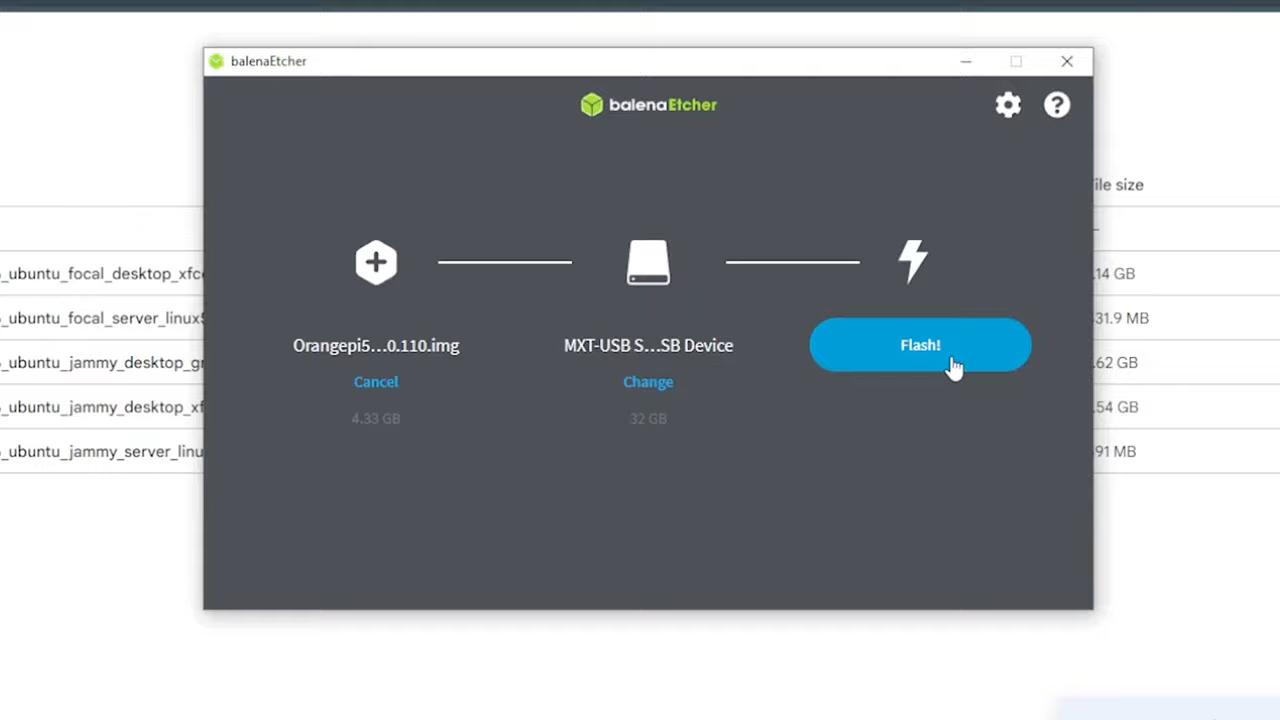 balenaEtcher
balenaEtcher
ile size
_ubuntu_focal_desktop_xfc
14 GB
_ubuntu_focal_server_linux
31.9 MB
Orangepi5...0.110.img
MXT-USB S...SB Device
Flash!
_ubuntu_jammy_desktop_g
.62 GB
Cancel
Change
_ubuntu_jammy_desktop_xf
.54 GB
4.33 GB
32 GB
_ubuntu_jammy_server_linu
91 MB